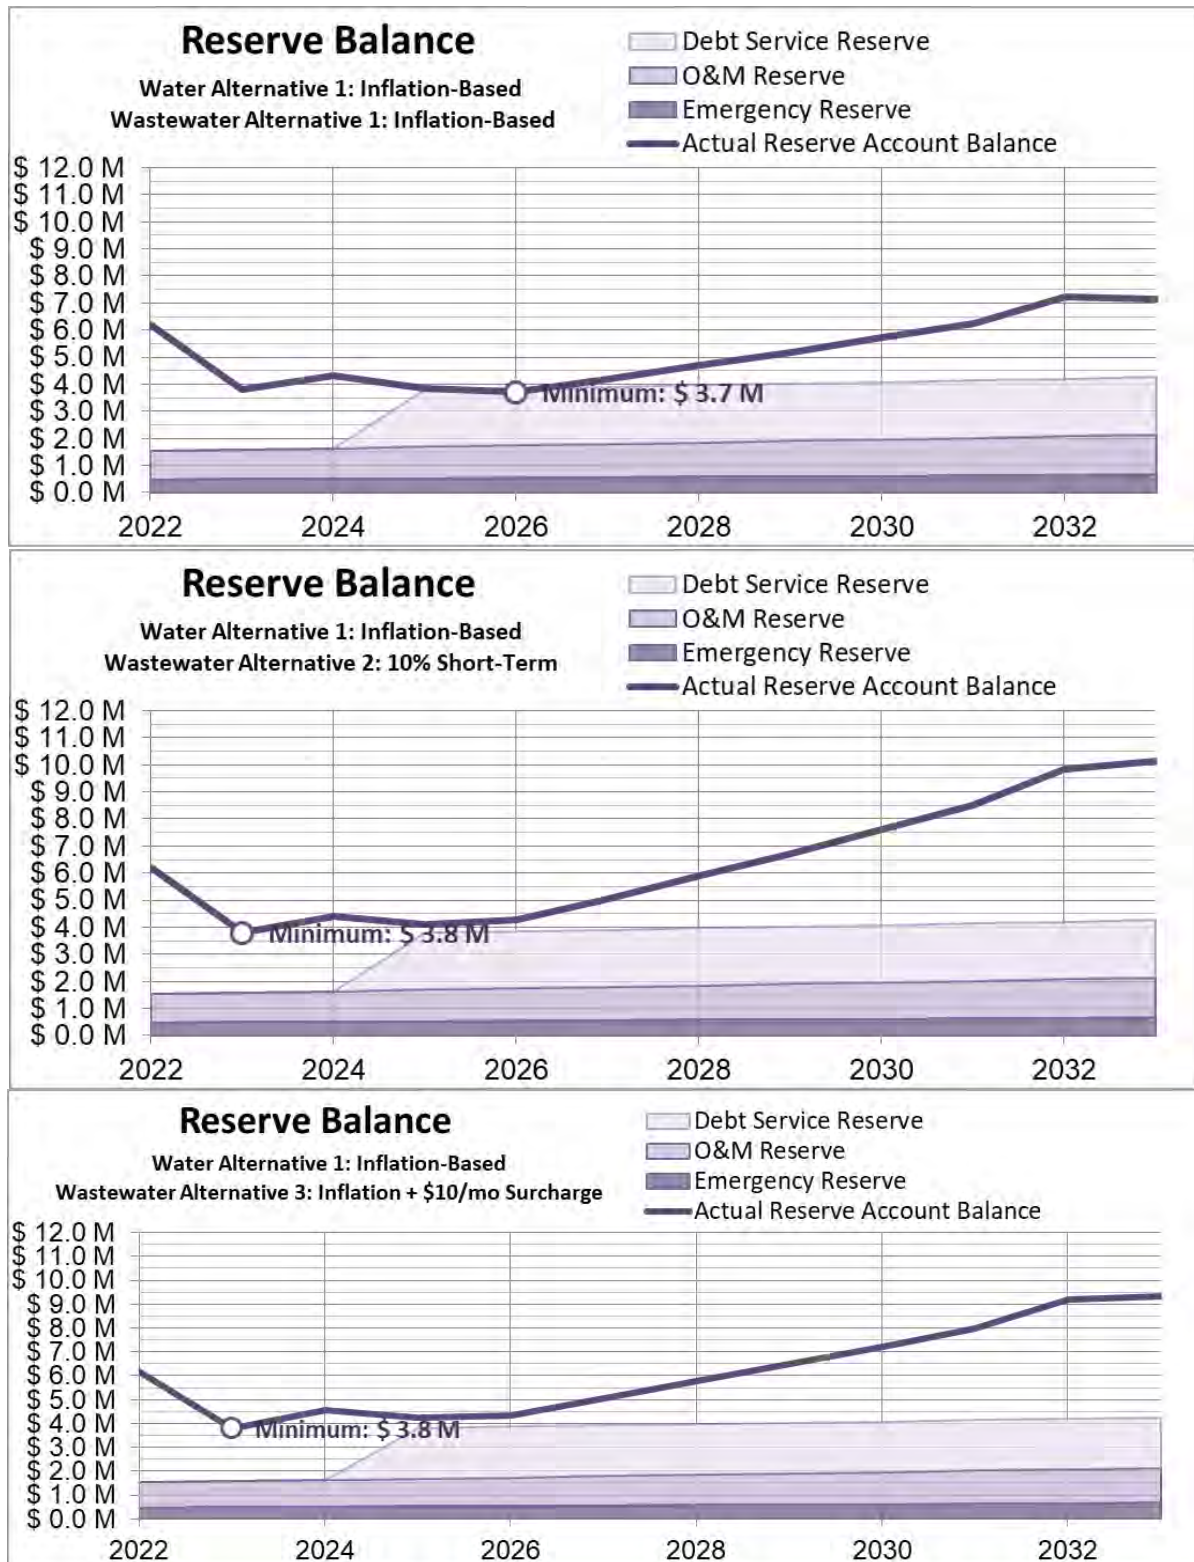 Reserve Balance
Water Alternative 1: Inflation-Based
Wastewater Alternative 1: Inflation-Based
Debt Service Reserve
O&M Reserve
Emergency Reserve
Actual Reserve Account Balance
$ 12.0 M
$ 11.0 M
$ 10.0 M
$ 9.0 M
$ 8.0 M
$ 7.0 M
$ 6.0 M
$ 5.0 M
$ 4.0 M
$ 3.0 M
$ 2.0 M
$ 1.0 M
$ 0.0 M
Minimum: $ 3.7 M
2022 2024 2026 2028 2030 2032
Reserve Balance
Water Alternative 1: Inflation-Based
Wastewater Alternative 2: 10% Short-Term
Debt Service Reserve
O&M Reserve
Emergency Reserve
Actual Reserve Account Balance
$ 12.0 M
$ 11.0 M
$ 10.0 M
$ 9.0 M
$ 8.0 M
$ 7.0 M
$ 6.0 M
$ 5.0 M
$ 4.0 M
$ 3.0 M
$ 2.0 M
$ 1.0 M
$ 0.0 M
Minimum: $ 3.8 M
2022 2024 2026 2028 2030 2032
Reserve Balance
Water Alternative 1: Inflation-Based
Wastewater Alternative 3: Inflation + $10/mo Surcharge
Debt Service Reserve
O&M Reserve
Emergency Reserve
Actual Reserve Account Balance
$ 12.0 M
$ 11.0 M
$ 10.0 M
$ 9.0 M
$ 8.0 M
$ 7.0 M
$ 6.0 M
$ 5.0 M
$ 4.0 M
$ 3.0 M
$ 2.0 M
$ 1.0 M
$ 0.0 M
Minimum: $ 3.8 M
2022 2024 2026 2028 2030 2032